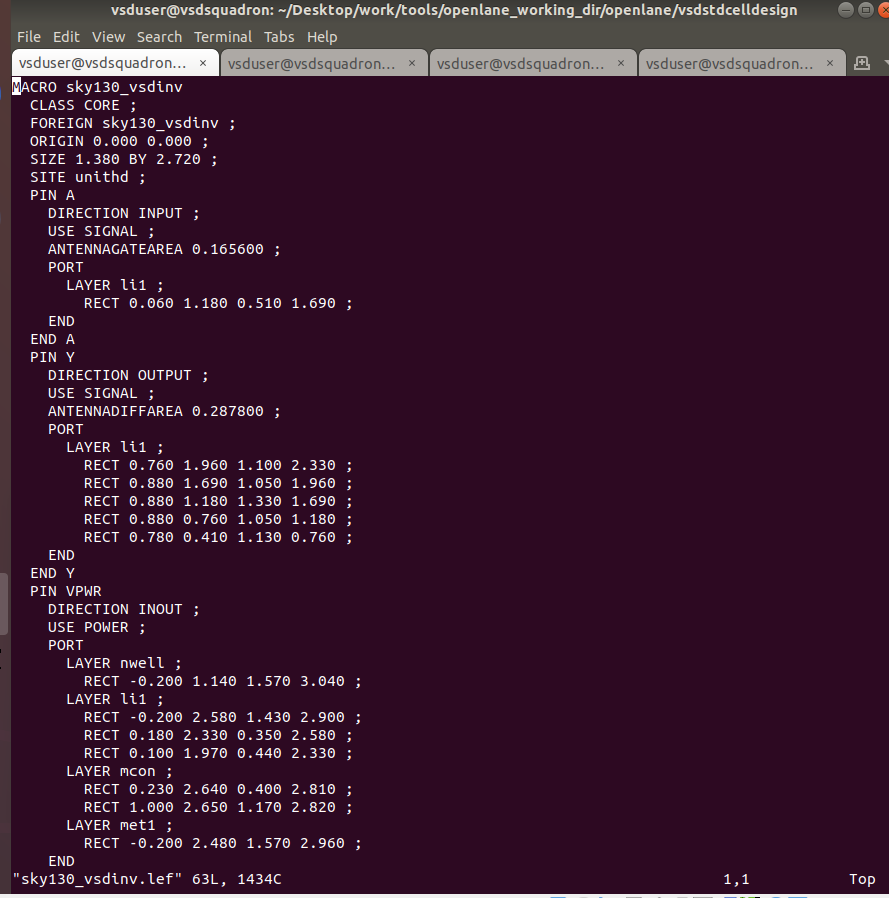 vsduser@vsdsquadron: ~/Desktop/work/tools/openlane_working_dir/openlane/vsdstdcelldesign
File Edit View Search Terminal Tabs Help
vsduser@vsdsquadron... × vsduser@vsdsquadron... × vsduser@vsdsquadron... × vsduser@vsdsquadron... ×
MACRO sky130_vsdinv
  CLASS CORE ;
  FOREIGN sky130_vsdinv ;
  ORIGIN 0.000 0.000 ;
  SIZE 1.380 BY 2.720 ;
  SITE unithd ;
  PIN A
    DIRECTION INPUT ;
    USE SIGNAL ;
    ANTENNAGATEAREA 0.165600 ;
    PORT
      LAYER li1 ;
        RECT 0.060 1.180 0.510 1.690 ;
    END
  END A
  PIN Y
    DIRECTION OUTPUT ;
    USE SIGNAL ;
    ANTENNADIFFAREA 0.287800 ;
    PORT
      LAYER li1 ;
        RECT 0.760 1.960 1.100 2.330 ;
        RECT 0.880 1.690 1.050 1.960 ;
        RECT 0.880 1.180 1.330 1.690 ;
        RECT 0.880 0.760 1.050 1.180 ;
        RECT 0.780 0.410 1.130 0.760 ;
    END
  END Y
  PIN VPWR
    DIRECTION INOUT ;
    USE POWER ;
    PORT
      LAYER nwell ;
        RECT -0.200 1.140 1.570 3.040 ;
      LAYER li1 ;
        RECT -0.200 2.580 1.430 2.900 ;
        RECT 0.180 2.330 0.350 2.580 ;
        RECT 0.100 1.970 0.440 2.330 ;
      LAYER mcon ;
        RECT 0.230 2.640 0.400 2.810 ;
        RECT 1.000 2.650 1.170 2.820 ;
      LAYER met1 ;
        RECT -0.200 2.480 1.570 2.960 ;
    END
"sky130_vsdinv.lef" 63L, 1434C 1,1 Top